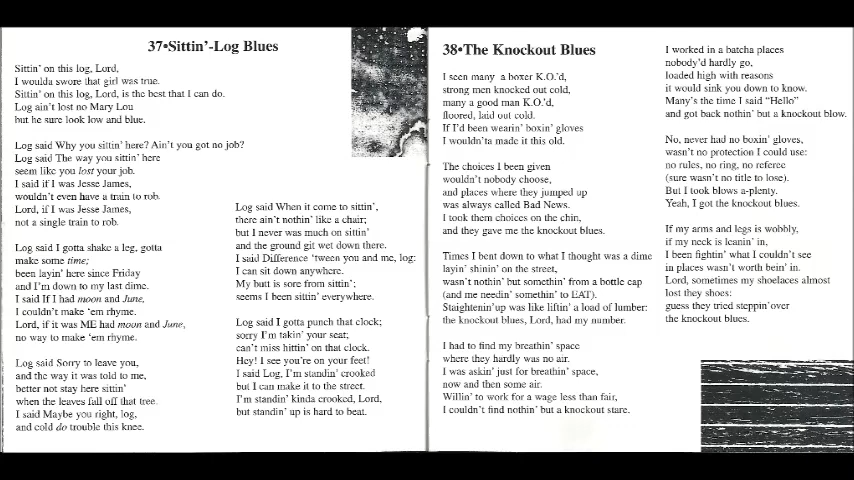 37•Sittin'-Log Blues
Sittin' on this log, Lord,
I woulda swore that girl was true.
Sittin' on this log, Lord, is the best that I can do.
Log ain't lost no Mary Lou
but he sure look low and blue.
Log said Why you sittin' here? Ain't you got no job?
Log said The way you sittin' here
seem like you lost your job.
I said if I was Jesse James,
wouldn't even have a train to rob.
Lord, if I was Jesse James,
not a single train to rob.
Log said I gotta shake a leg, gotta
make some time;
been layin' here since Friday
and I'm down to my last dime.
I said If I had moon and June,
I couldn't make 'em rhyme.
Lord, if it was ME had moon and June,
no way to make 'em rhyme.
Log said Sorry to leave you,
and the way it was told to me,
better not stay here sittin'
when the leaves fall off that tree.
I said Maybe you right, log,
and cold do trouble this knee.
Log said When it come to sittin',
there ain't nothin' like a chair;
but I never was much on sittin'
and the ground git wet down there.
I said Difference 'tween you and me, log:
I can sit down anywhere.
My butt is sore from sittin';
seems I been sittin' everywhere.
Log said I gotta punch that clock;
sorry I'm takin' your seat;
can't miss hittin' on that clock.
Hey! I see you're on your feet!
I said Log, I'm standin' crooked
but I can make it to the street.
I'm standin' kinda crooked, Lord,
but standin' up is hard to beat.
38•The Knockout Blues
I seen many a boxer K.O.'d,
strong men knocked out cold,
many a good man K.O.'d,
floored, laid out cold.
If I'd been wearin' boxin' gloves
I wouldn'ta made it this old.
The choices I been given
wouldn't nobody choose,
and places where they jumped up
was always called Bad News.
I took them choices on the chin,
and they gave me the knockout blues.
Times I bent down to what I thought was a dime
layin' shinin' on the street,
wasn't nothin' but somethin' from a bottle cap
(and me needin' somethin' to EAT).
Staightenin'up was like liftin' a load of lumber:
the knockout blues, Lord, had my number.
I had to find my breathin' space
where they hardly was no air.
I was askin' just for breathin' space,
now and then some air.
Willin' to work for a wage less than fair,
I couldn't find nothin' but a knockout stare.
I worked in a batcha places
nobody'd hardly go,
loaded high with reasons
it would sink you down to know.
Many's the time I said "Hello"
and got back nothin' but a knockout blow.
No, never had no boxin' gloves,
wasn't no protection I could use:
no rules, no ring, no referee
(sure wasn't no title to lose).
But I took blows a-plenty.
Yeah, I got the knockout blues.
If my arms and legs is wobbly,
if my neck is leanin' in,
I been fightin' what I couldn't see
in places wasn't worth bein' in.
Lord, sometimes my shoelaces almost
lost they shoes:
guess they tried steppin'over
the knockout blues.